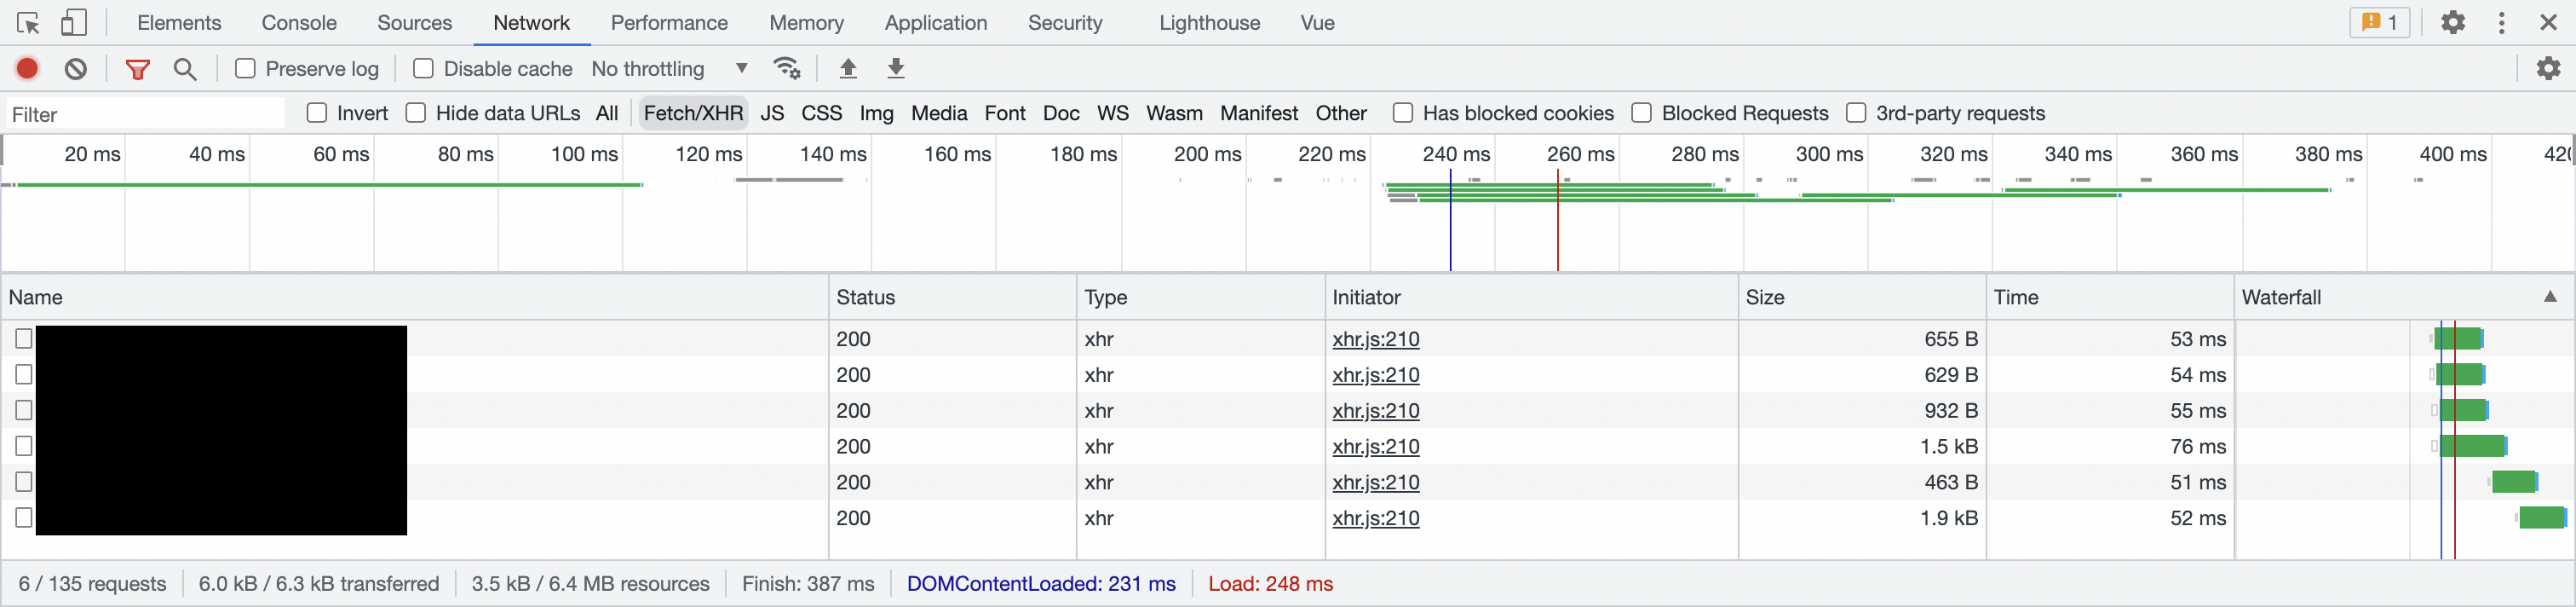 Elements Console Sources Network Performance Memory Application Security Lighthouse Vue 1
Preserve log Disable cache No throttling
Filter Invert Hide data URLs All Fetch/XHR JS CSS Img Media Font Doc WS Wasm Manifest Other Has blocked cookies Blocked Requests 3rd-party requests
20 ms 40 ms 60 ms 80 ms 100 ms 120 ms 140 ms 160 ms 180 ms 200 ms 220 ms 240 ms 260 ms 280 ms 300 ms 320 ms 340 ms 360 ms 380 ms 400 ms 420
Name Status Type Initiator Size Time Waterfall
200 xhr xhr.js:210 655 B 53 ms
200 xhr xhr.js:210 629 B 54 ms
200 xhr xhr.js:210 932 B 55 ms
200 xhr xhr.js:210 1.5 kB 76 ms
200 xhr xhr.js:210 463 B 51 ms
200 xhr xhr.js:210 1.9 kB 52 ms
6 / 135 requests 6.0 kB / 6.3 kB transferred 3.5 kB / 6.4 MB resources Finish: 387 ms DOMContentLoaded: 231 ms Load: 248 ms